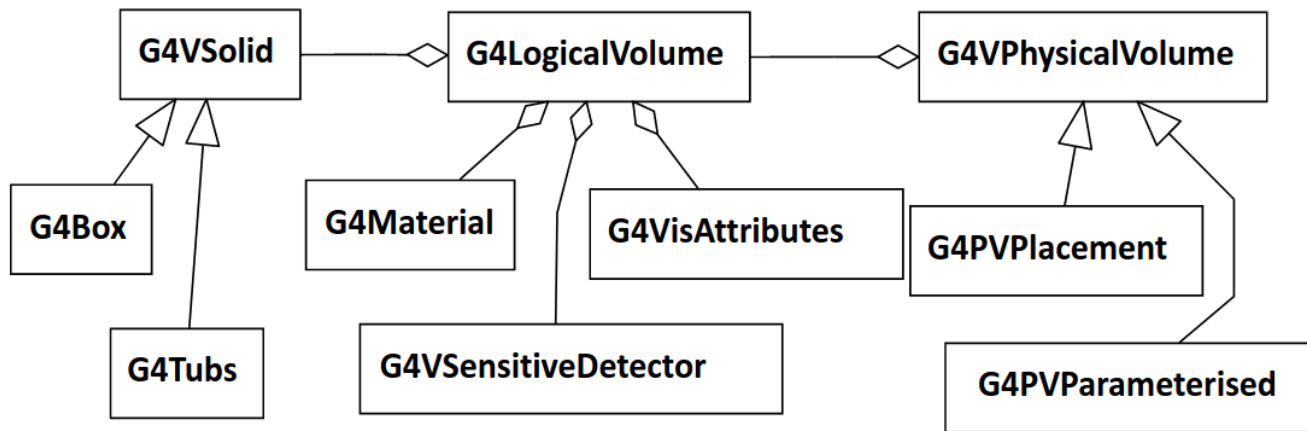 G4VSolid
G4LogicalVolume
G4VPhysicalVolume
G4Box
G4Material
G4VisAttributes
G4PVPlacement
G4Tubs
G4VSensitiveDetector
G4PVParameterised